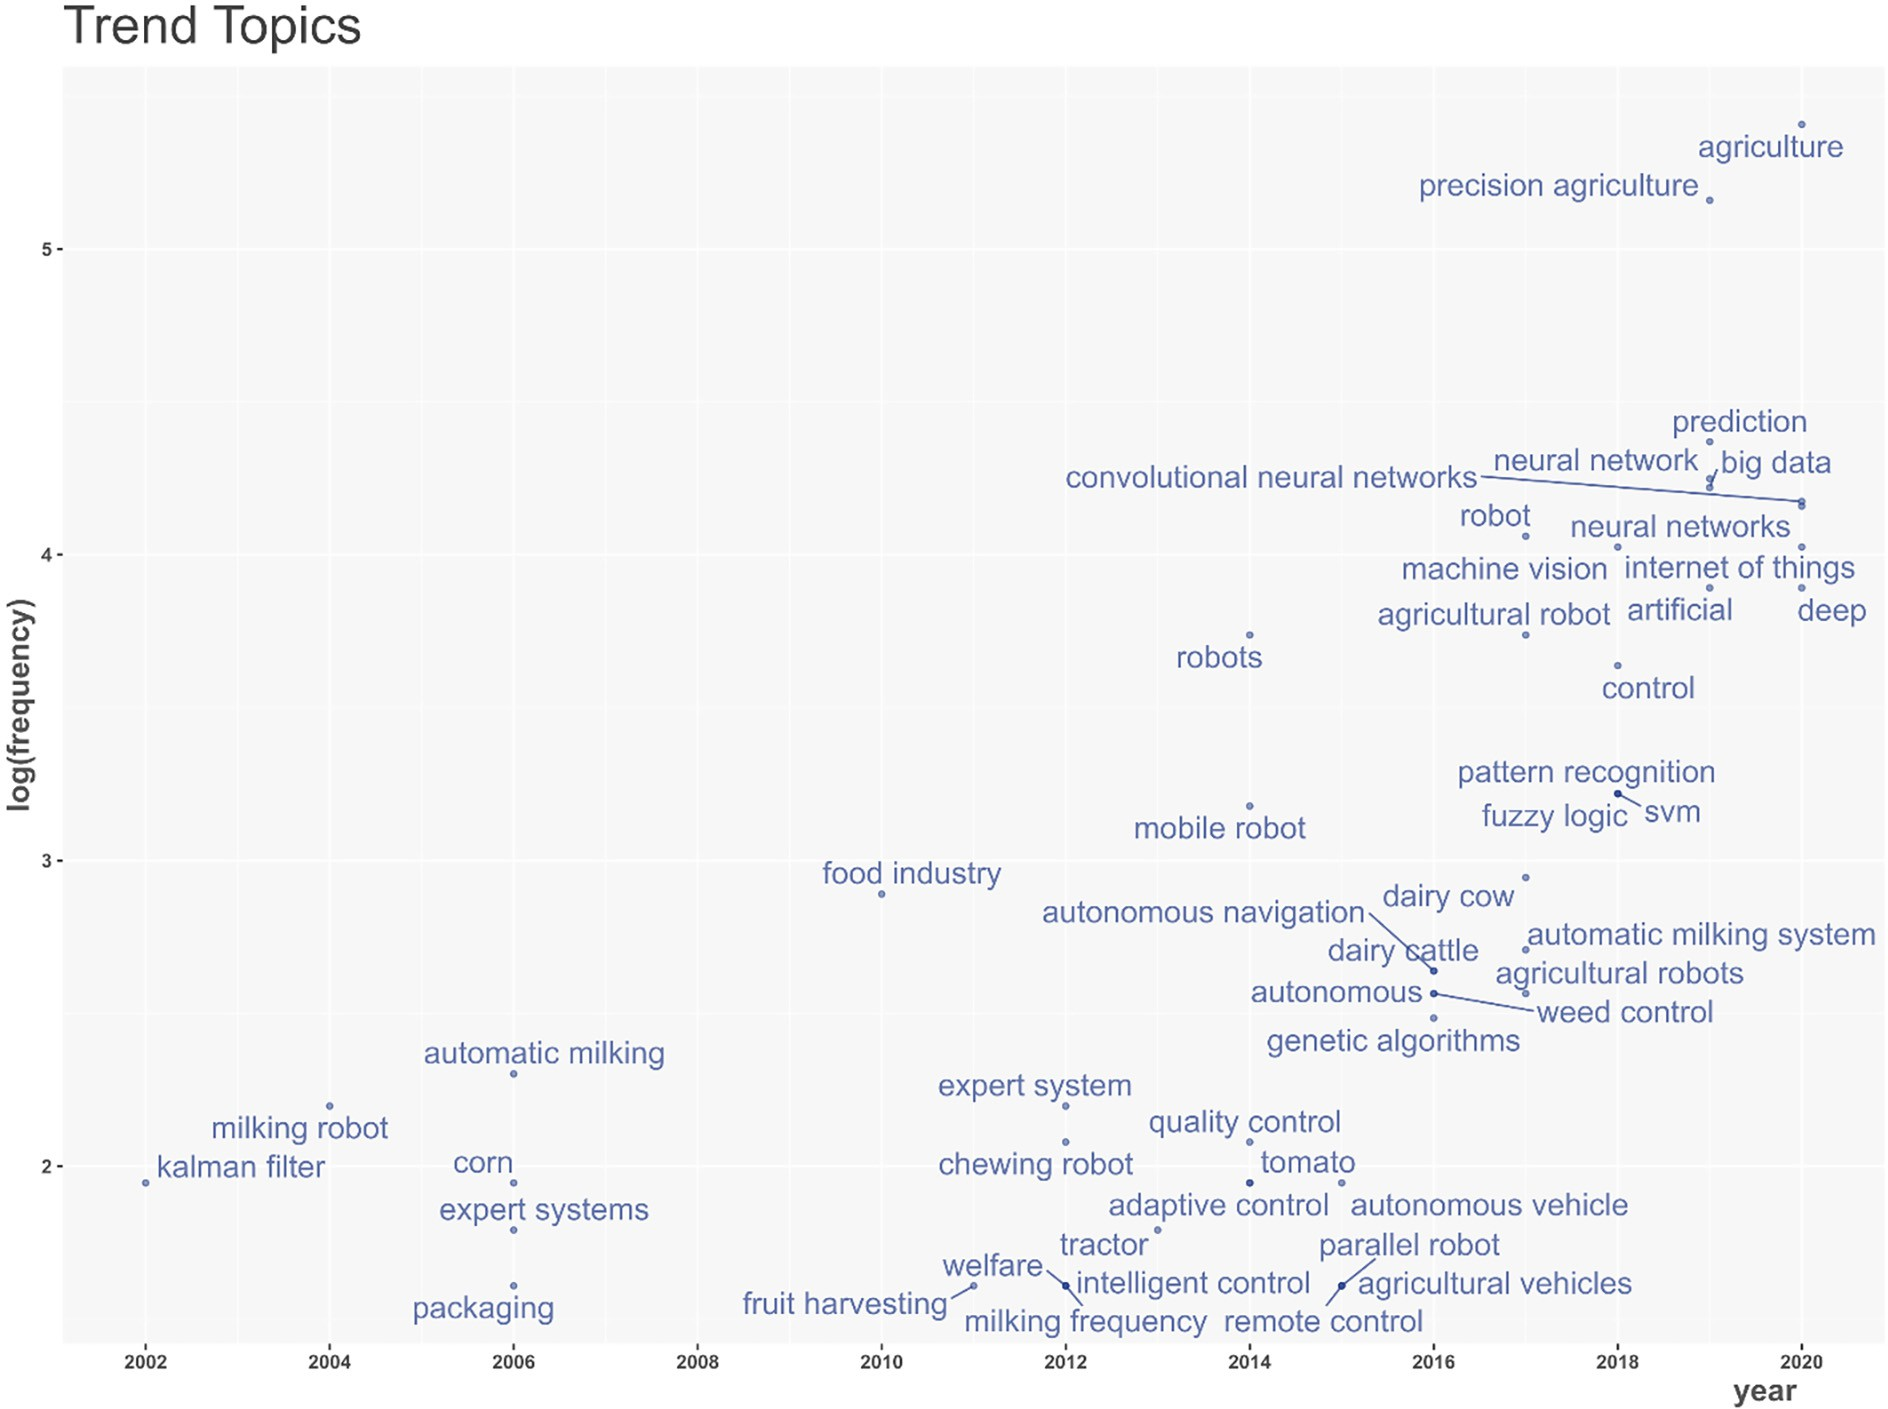 Trend Topics
agriculture
precision agriculture
5
prediction
neural network
big data
convolutional neural networks
robot
neural networks
4
machine vision
internet of things
agricultural robot
artificial
deep
robots
control
log(frequency)
pattern recognition
fuzzy logic
svm
mobile robot
3
food industry
dairy cow
autonomous navigation
automatic milking system
dairy cattle
agricultural robots
autonomous
weed control
genetic algorithms
automatic milking
expert system
milking robot
quality control
2
kalman filter
corn
chewing robot
tomato
expert systems
adaptive control
autonomous vehicle
tractor
parallel robot
welfare
intelligent control
agricultural vehicles
fruit harvesting
packaging
milking frequency
remote control
2002
2004
2006
2008
2010
2012
2014
2016
2018
2020
year